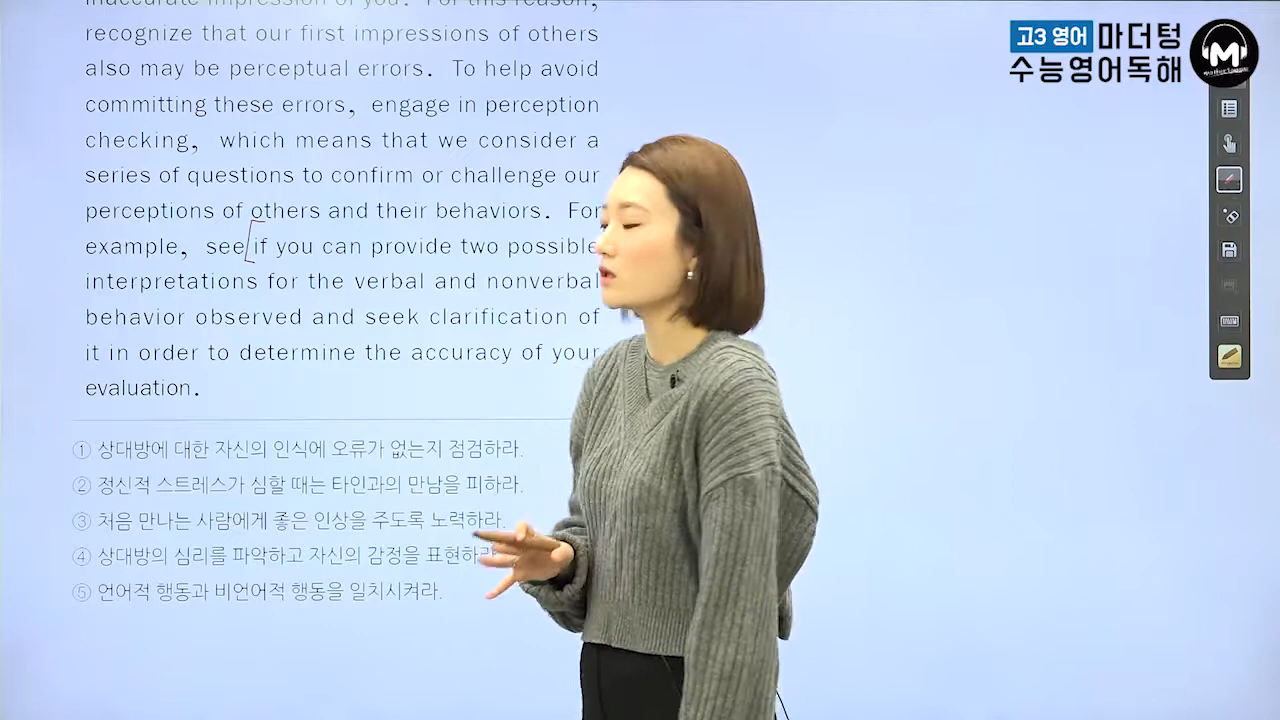 inaccurate impression of you. For this reason,
recognize that our first impressions of others
also may be perceptual errors. To help avoid
committing these errors, engage in perception
checking, which means that we consider a
series of questions to confirm or challenge our
perceptions of others and their behaviors. For
example, see if you can provide two possible
interpretations for the verbal and nonverbal
behavior observed and seek clarification of
it in order to determine the accuracy of your
evaluation.
① 상대방에 대한 자신의 인식에 오류가 없는지 점검하라.
② 정신적 스트레스가 심할 때는 타인과의 만남을 피하라.
③ 처음 만나는 사람에게 좋은 인상을 주도록 노력하라.
④ 상대방의 심리를 파악하고 자신의 감정을 표현하라
⑤ 언어적 행동과 비언어적 행동을 일치시켜라.
고3 영어 마더텅
수능영어독해
M